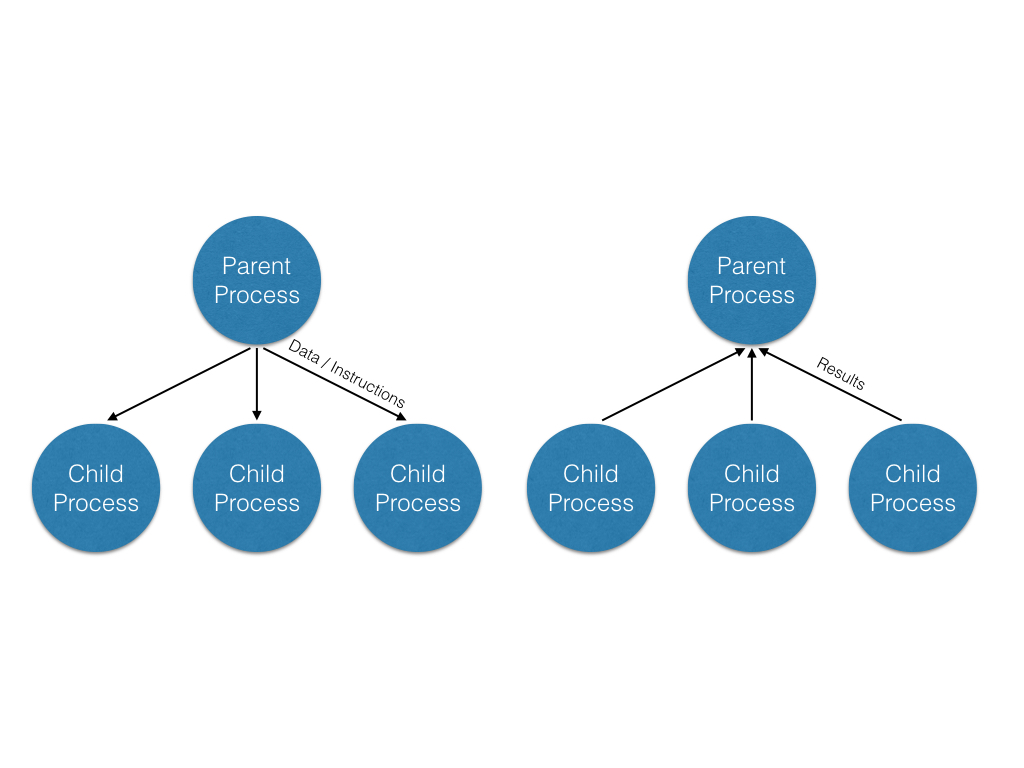 Parent
Process
Data / Instructions
Child
Process
Child
Process
Child
Process
Parent
Process
Results
Child
Process
Child
Process
Child
Process